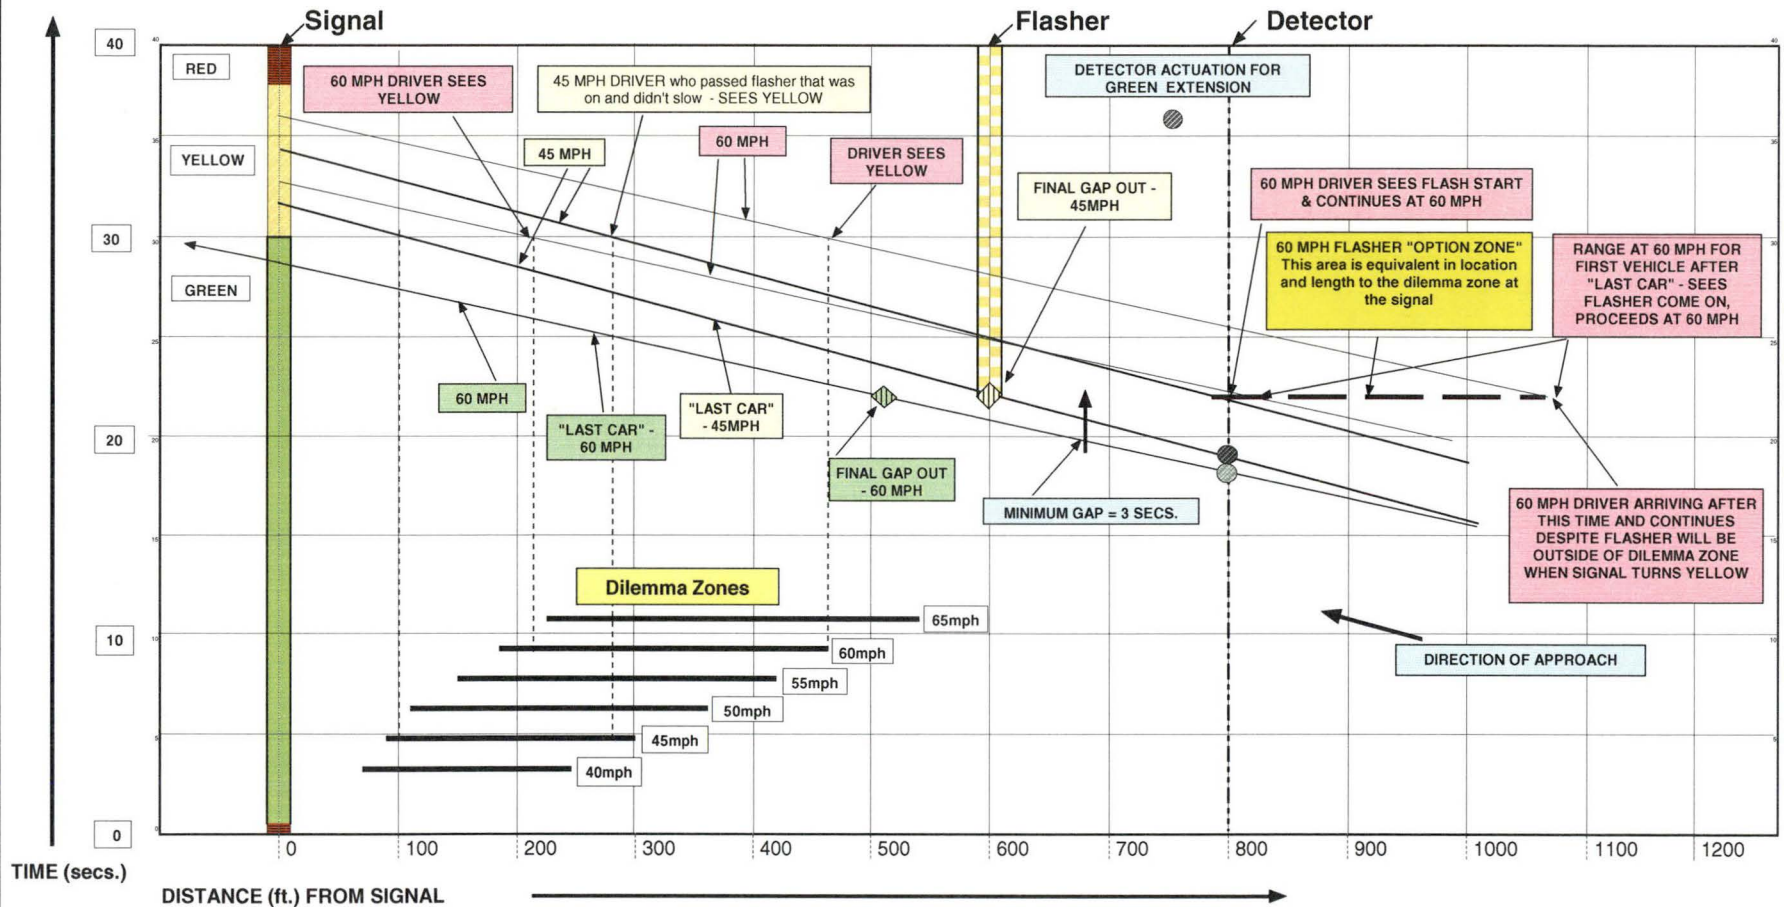 Signal
Flasher
Detector
40
RED
60 MPH DRIVER SEES
YELLOW
45 MPH DRIVER who passed flasher that was
on and didn't slow - SEES YELLOW
DETECTOR ACTUATION FOR
GREEN EXTENSION
YELLOW
45 MPH
60 MPH
DRIVER SEES
YELLOW
FINAL GAP OUT -
45MPH
60 MPH DRIVER SEES FLASH START
& CONTINUES AT 60 MPH
30
60 MPH FLASHER "OPTION ZONE"
This area is equivalent in location
and length to the dilemma zone at
the signal
RANGE AT 60 MPH FOR
FIRST VEHICLE AFTER
"LAST CAR" - SEES
FLASHER COME ON,
PROCEEDS AT 60 MPH
GREEN
60 MPH
"LAST CAR" -
60 MPH
"LAST CAR"
- 45MPH
20
FINAL GAP OUT
- 60 MPH
MINIMUM GAP = 3 SECS.
60 MPH DRIVER ARRIVING AFTER
THIS TIME AND CONTINUES
DESPITE FLASHER WILL BE
OUTSIDE OF DILEMMA ZONE
WHEN SIGNAL TURNS YELLOW
Dilemma Zones
65mph
10
60mph
DIRECTION OF APPROACH
55mph
50mph
45mph
40mph
0
0 100 200 300 400 500 600 700 800 900 1000 1100 1200
TIME (secs.)
DISTANCE (ft.) FROM SIGNAL